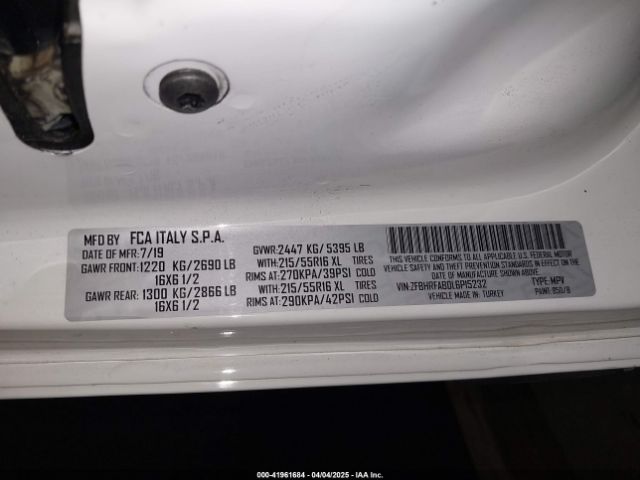 MFD BY FCA ITALY S.P.A.
DATE OF MFR: 7/19 GVWR: 2447 KG/5395 LB
GAWR FRONT: 1220 KG/2690 LB WITH: 215/55R16 XL TIRES
16X6 1/2 RIMS AT: 270KPA/39PSI COLD
GAWR REAR: 1300 KG/2866 LB WITH: 215/55R16 XL TIRES
16X6 1/2 RIMS AT: 290KPA/42PSI COLD
THIS VEHICLE CONFORMS TO ALL APPLICABLE U.S. FEDERAL
MOTOR VEHICLE SAFETY STANDARDS IN EFFECT ON THE
DATE OF MANUFACTURE SHOWN ABOVE.
VIN: ZFBHRFAB0L6P15232 TYPE: MPV
MADE IN: TURKEY PAINT: 250/B
000-41961684 - 04/04/2025 - IAA Inc.